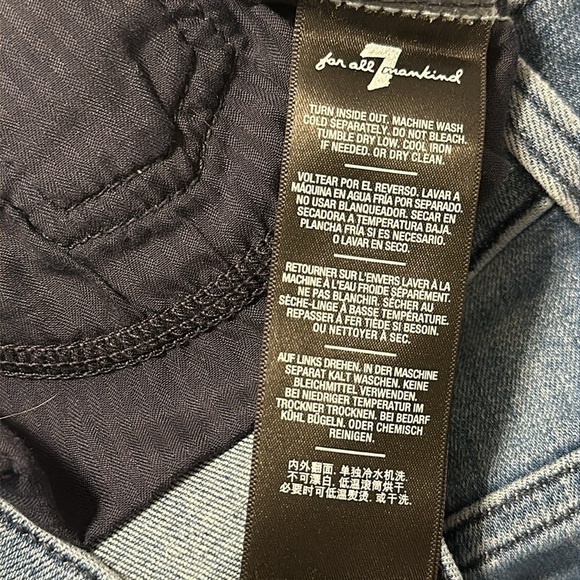 7
for all mankind
TURN INSIDE OUT. MACHINE WASH
COLD SEPARATELY. DO NOT BLEACH.
TUMBLE DRY LOW. COOL IRON
IF NEEDED. OR DRY CLEAN.
VOLTEAR POR EL REVERSO. LAVAR A
MÁQUINA EN AGUA FRÍA POR SEPARADO.
NO USAR BLANQUEADOR. SECAR EN
SECADORA A TEMPERATURA BAJA.
PLANCHA FRÍA SI ES NECESARIO.
O LAVAR EN SECO.
RETOURNER SUR L'ENVERS LAVER À LA
MACHINE À L'EAU FROIDE SÉPARÉMENT.
NE PAS BLANCHIR. SÉCHER AU
SÈCHE-LINGE À BASSE TEMPÉRATURE.
REPASSER À FER TIÈDE SI BESOIN.
OU NETTOYER À SEC.
AUF LINKS DREHEN. IN DER MASCHINE
SEPARAT KALT WASCHEN. KEINE
BLEICHMITTEL VERWENDEN.
BEI NIEDRIGER TEMPERATUR IM
TROCKNER TROCKNEN. BEI BEDARF
KÜHL BÜGELN. ODER CHEMISCH
REINIGEN.
内外翻面. 单独冷水机洗.
不可漂白. 低温滚筒烘干.
必要时可低温熨烫. 或干洗.